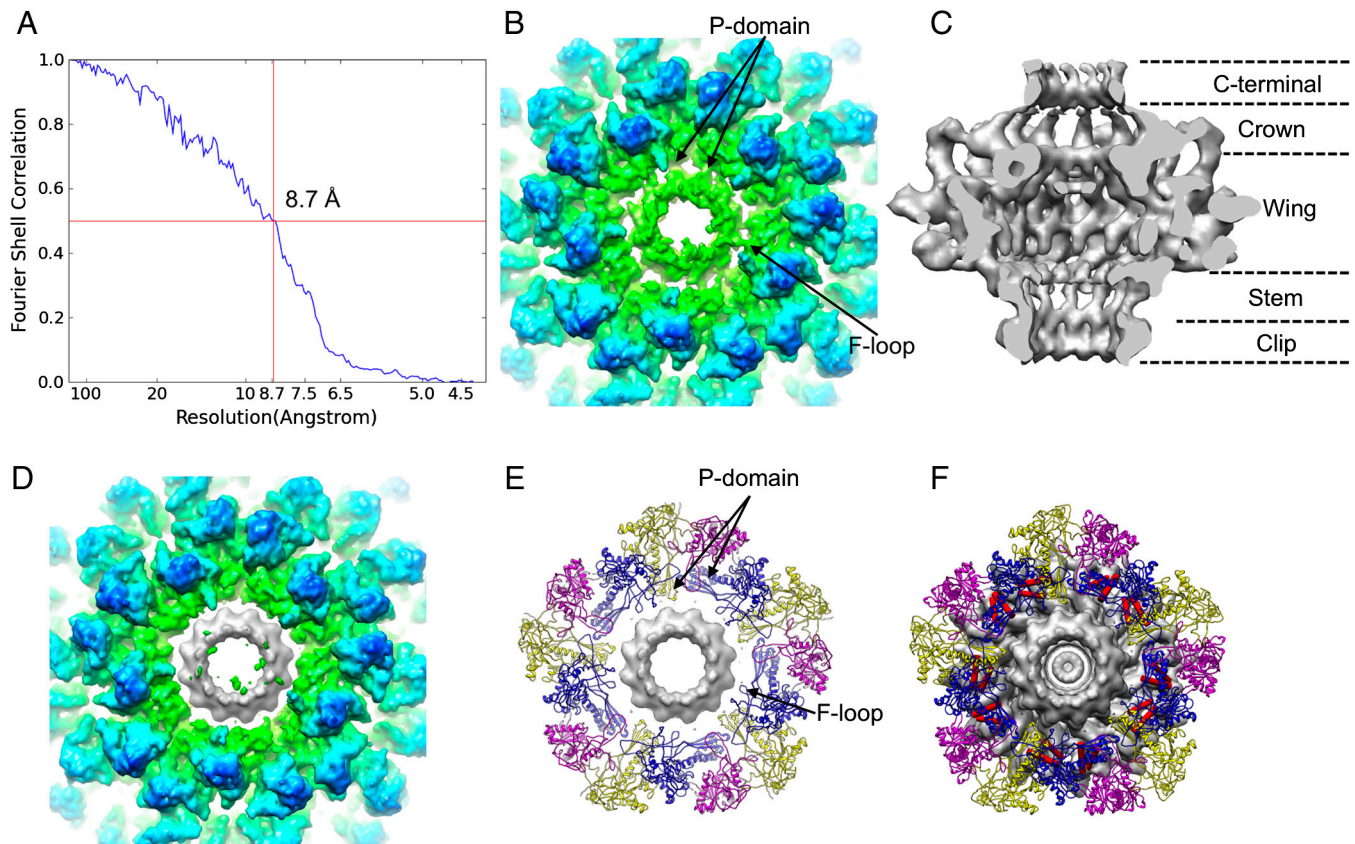 A
Fourier Shell Correlation
1.0
0.8
0.6
0.4
0.2
0.0
8.7 Å
100 20 10 8.7 7.5 6.5 5.0 4.5
Resolution(Angstrom)
B
P-domain
F-loop
C
C-terminal
Crown
Wing
Stem
Clip
D
E
P-domain
F-loop
F